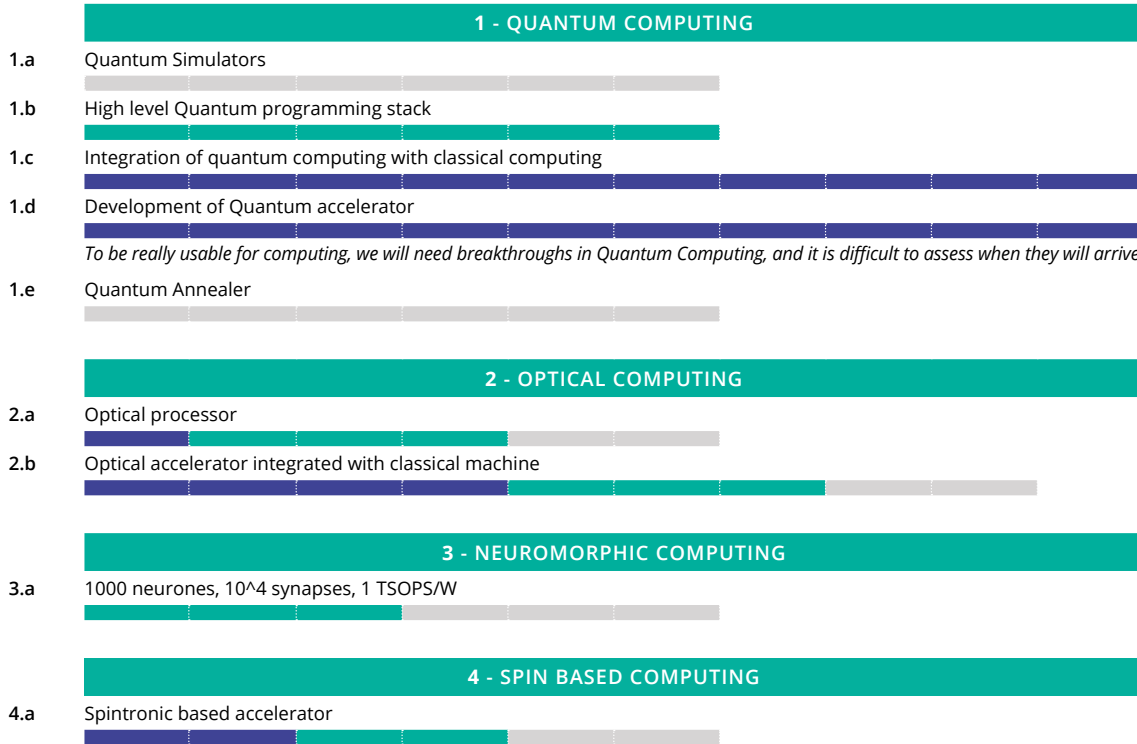 1 - QUANTUM COMPUTING
1.a Quantum Simulators
1.b High level Quantum programming stack
1.c Integration of quantum computing with classical computing
1.d Development of Quantum accelerator
To be really usable for computing, we will need breakthroughs in Quantum Computing, and it is difficult to assess when they will arrive
1.e Quantum Annealer
2 - OPTICAL COMPUTING
2.a Optical processor
2.b Optical accelerator integrated with classical machine
3 - NEUROMORPHIC COMPUTING
3.a 1000 neurones, 10^4 synapses, 1 TSOPS/W
4 - SPIN BASED COMPUTING
4.a Spintronic based accelerator